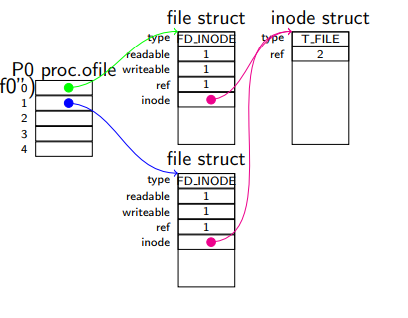 file struct
inode struct
type FD_INODE
readable 1
writeable 1
ref 1
inode
type T_FILE
ref 2
P0 proc.ofile
f0")
0
1
2
3
4
file struct
type FD_INODE
readable 1
writeable 1
ref 1
inode